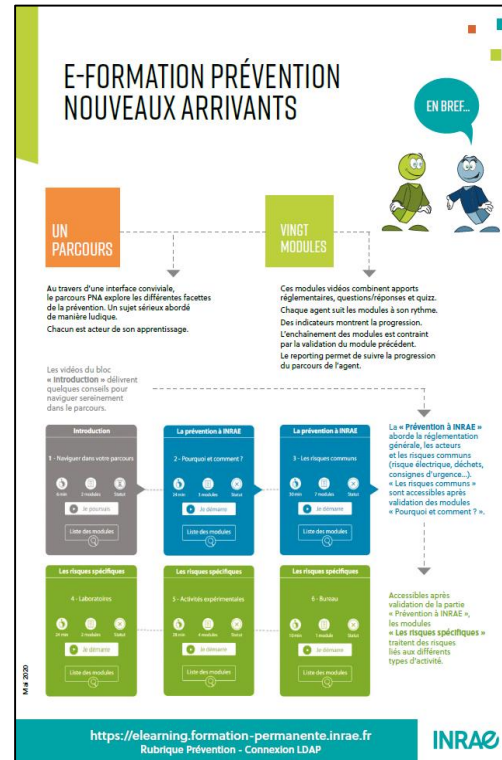 E-FORMATION PRÉVENTION
NOUVEAUX ARRIVANTS
EN BREF...
UN
PARCOURS
VINGT
MODULES
Au travers d'une interface conviviale,
le parcours PNA explore les différentes facettes
de la prévention. Un sujet sérieux abordé
de manière ludique.
Chacun est acteur de son apprentissage.
Ces modules vidéos combinent apports
réglementaires, questions/réponses et quizz.
Chaque agent suit les modules à son rythme.
Des indicateurs montrent la progression.
L'enchaînement des modules est contraint
par la validation du module précédent.
Le reporting permet de suivre la progression
du parcours de l'agent.
Les vidéos du bloc
« Introduction » délivrent
quelques conseils pour
naviguer sereinement
dans le parcours.
Introduction
1 - Naviguer dans votre parcours
6 min 2 modules Statut
Je poursuis
Liste des modules
La prévention à INRAE
2 - Pourquoi et comment ?
3 modules Statut
Je démarre
Liste des modules
La prévention à INRAE
3 - Les risques communs
7 modules Statut
Je démarre
Liste des modules
La « Prévention à INRAE »
aborde la réglementation
générale, les acteurs
et les risques communs
(risque électrique, déchets,
consignes d'urgence...).
« Les risques communs »
sont accessibles après
validation des modules
« Pourquoi et comment ? ».
Les risques spécifiques
4 - Laboratoires
modules Statut
Je démarre
Liste des modules
Les risques spécifiques
5 - Activités expérimentales
modules Statut
Je démarre
Liste des modules
Les risques spécifiques
6 - Bureau
1 module Statut
Je démarre
Liste des modules
Accessibles après
validation de la partie
« Prévention à INRAE »,
les modules
« Les risques spécifiques »
traitent des risques
liés aux différents
types d'activité.
Mai 2020
https://elearning.formation-permanente.inrae.fr
Rubrique Prévention - Connexion LDAP
INRAE